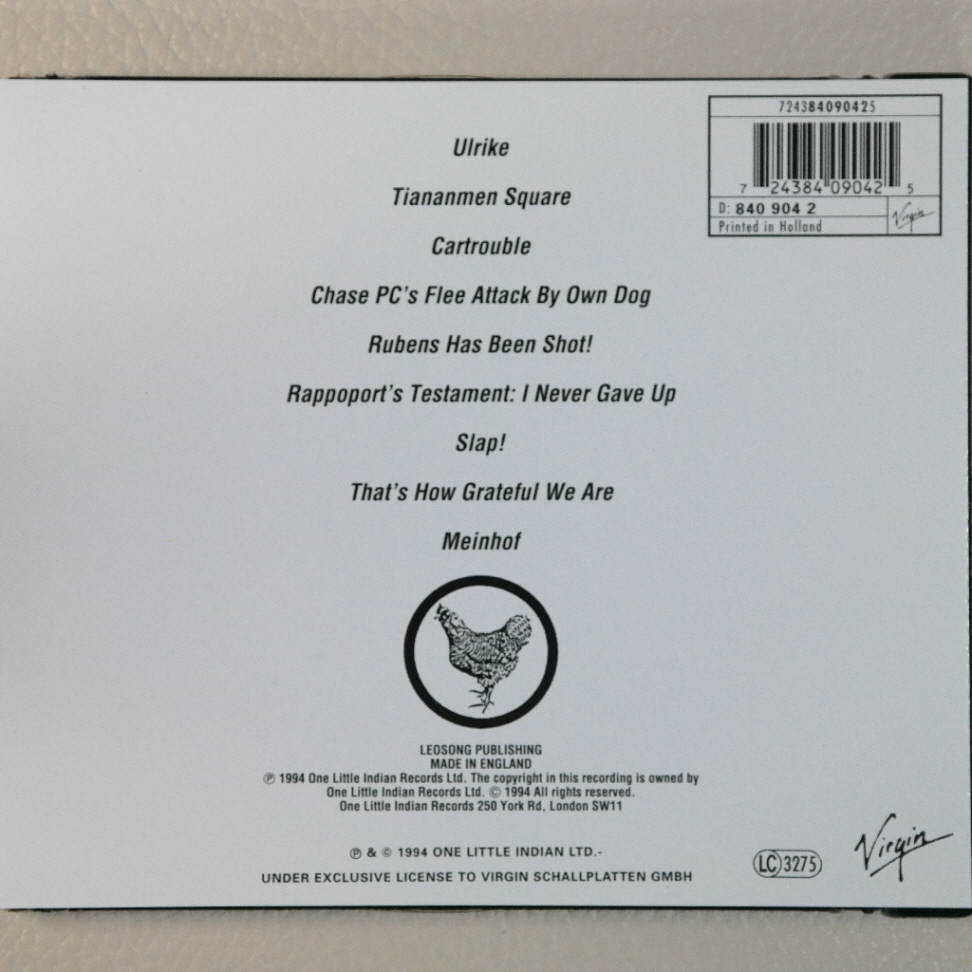 724384090425
7 24384 09042 5
D: 840 904 2
Virgin
Printed in Holland
Ulrike
Tiananmen Square
Cartrouble
Chase PC's Flee Attack By Own Dog
Rubens Has Been Shot!
Rappoport's Testament: I Never Gave Up
Slap!
That's How Grateful We Are
Meinhof
LEOSONG PUBLISHING
MADE IN ENGLAND
Ⓟ 1994 One Little Indian Records Ltd. The copyright in this recording is owned by
One Little Indian Records Ltd. © 1994 All rights reserved.
One Little Indian Records 250 York Rd, London SW11
Ⓟ & © 1994 ONE LITTLE INDIAN LTD.-
UNDER EXCLUSIVE LICENSE TO VIRGIN SCHALLPLATTEN GMBH
LC 3275
Virgin